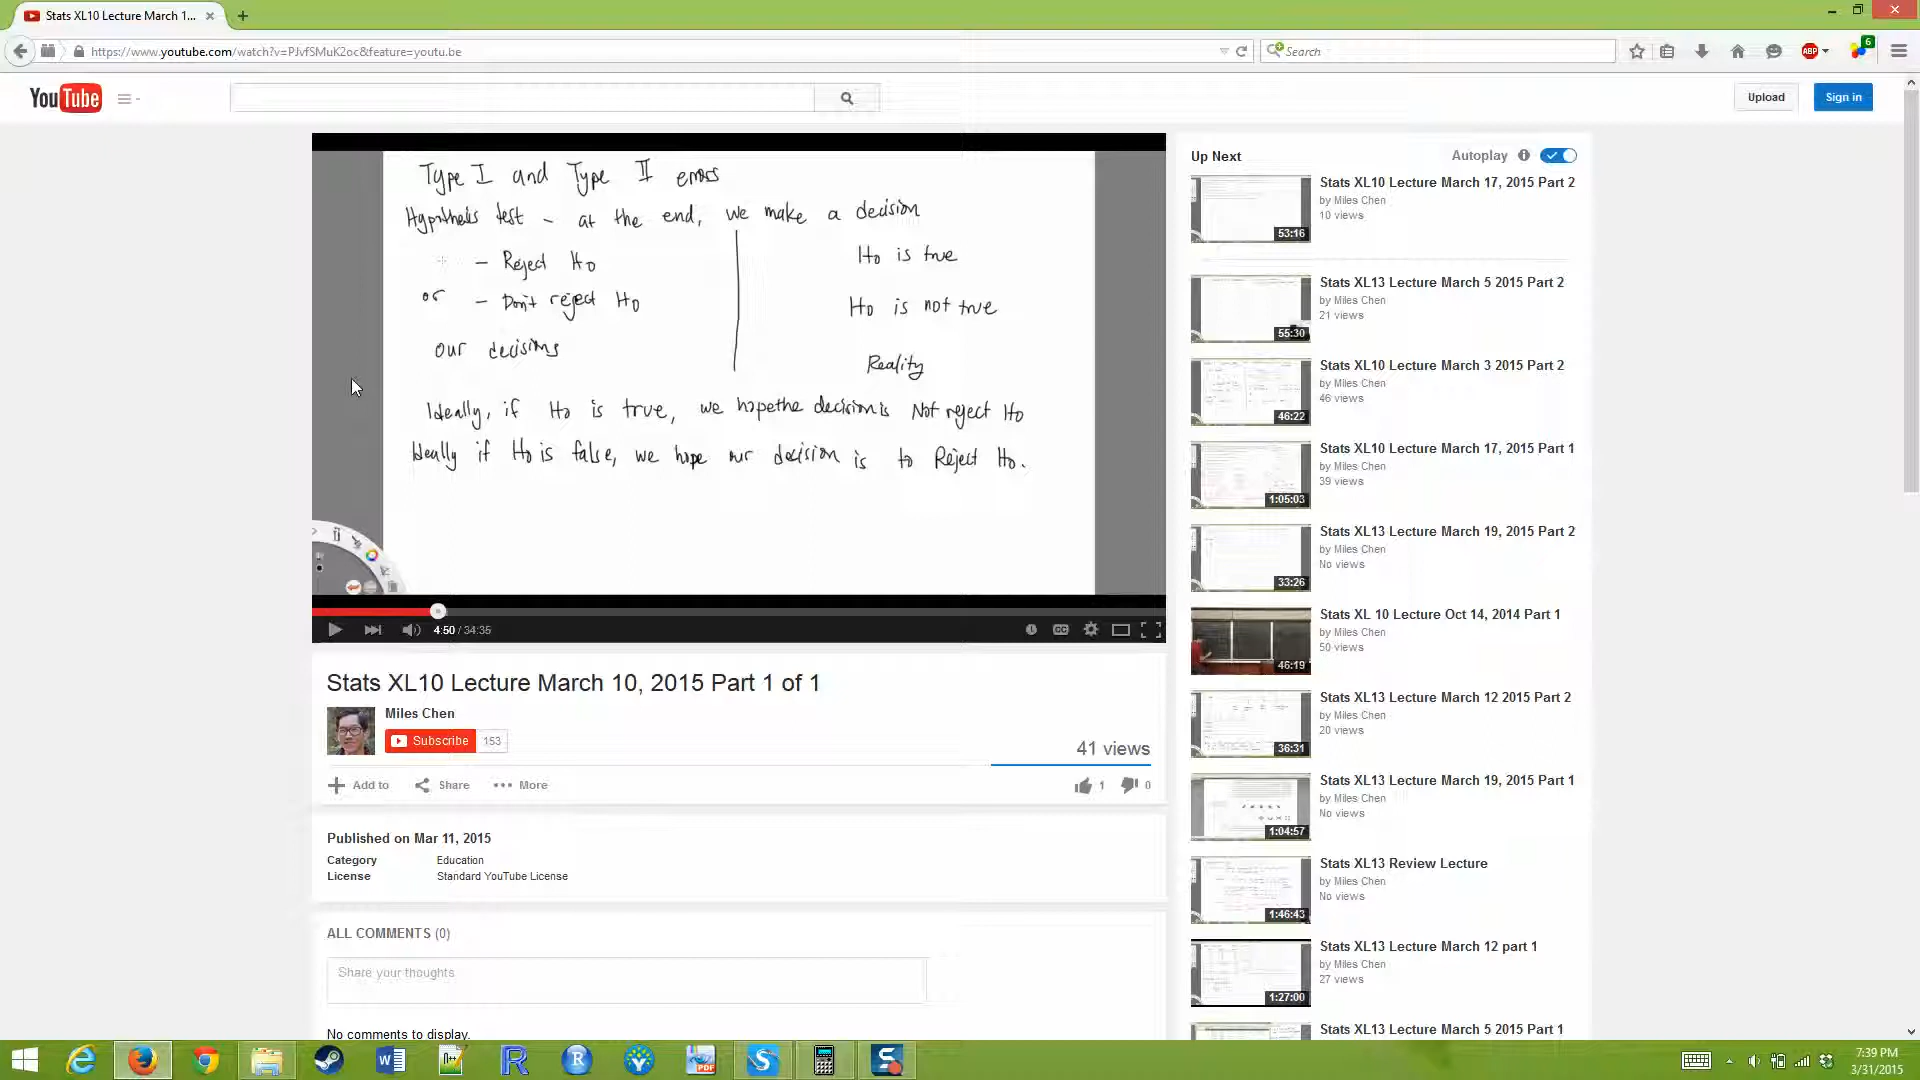 Stats XL10 Lecture March 1...
https://www.youtube.com/watch?v=PJvfSMuK2oc&feature=youtu.be
Search
ABP
6
YouTube
Upload
Sign in
Type I and Type II errors
Hypothesis test - at the end, we make a decision
- Reject Ho
or - Don't reject Ho
our decisions
Ho is true
Ho is not true
Reality
Ideally, if Ho is true, we hope the decision is Not reject Ho
Ideally if Ho is false, we hope our decision is to Reject Ho.
4:50 / 34:35
CC
Stats XL10 Lecture March 10, 2015 Part 1 of 1
Miles Chen
Subscribe 153
41 views
Add to Share More
1 0
Published on Mar 11, 2015
Category Education
License Standard YouTube License
ALL COMMENTS (0)
Share your thoughts
No comments to display.
Up Next
Autoplay
Stats XL10 Lecture March 17, 2015 Part 2
by Miles Chen
10 views
53:16
Stats XL13 Lecture March 5 2015 Part 2
by Miles Chen
21 views
55:30
Stats XL10 Lecture March 3 2015 Part 2
by Miles Chen
46 views
46:22
Stats XL10 Lecture March 17, 2015 Part 1
by Miles Chen
39 views
1:05:03
Stats XL13 Lecture March 19, 2015 Part 2
by Miles Chen
No views
33:26
Stats XL 10 Lecture Oct 14, 2014 Part 1
by Miles Chen
50 views
46:19
Stats XL13 Lecture March 12 2015 Part 2
by Miles Chen
20 views
36:31
Stats XL13 Lecture March 19, 2015 Part 1
by Miles Chen
No views
1:04:57
Stats XL13 Review Lecture
by Miles Chen
No views
1:46:43
Stats XL13 Lecture March 12 part 1
by Miles Chen
27 views
1:27:00
Stats XL13 Lecture March 5 2015 Part 1
7:39 PM
3/31/2015